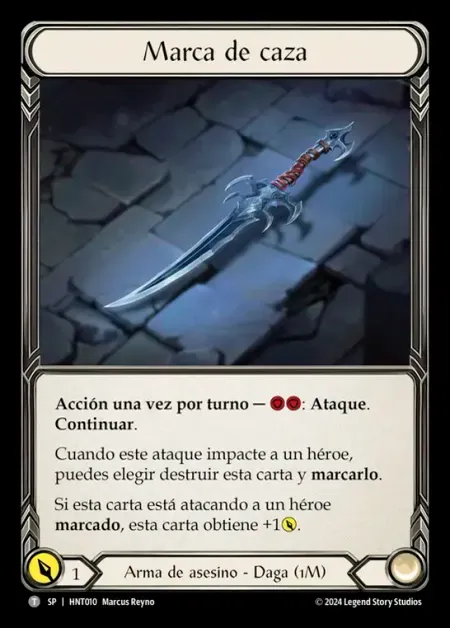 Marca de caza
Acción una vez por turno — : Ataque.
Continuar.
Cuando este ataque impacte a un héroe,
puedes elegir destruir esta carta y marcarlo.
Si esta carta está atacando a un héroe
marcado, esta carta obtiene +1.
1
Arma de asesino - Daga (1M)
T SP | HNT010 Marcus Reyno
© 2024 Legend Story Studios